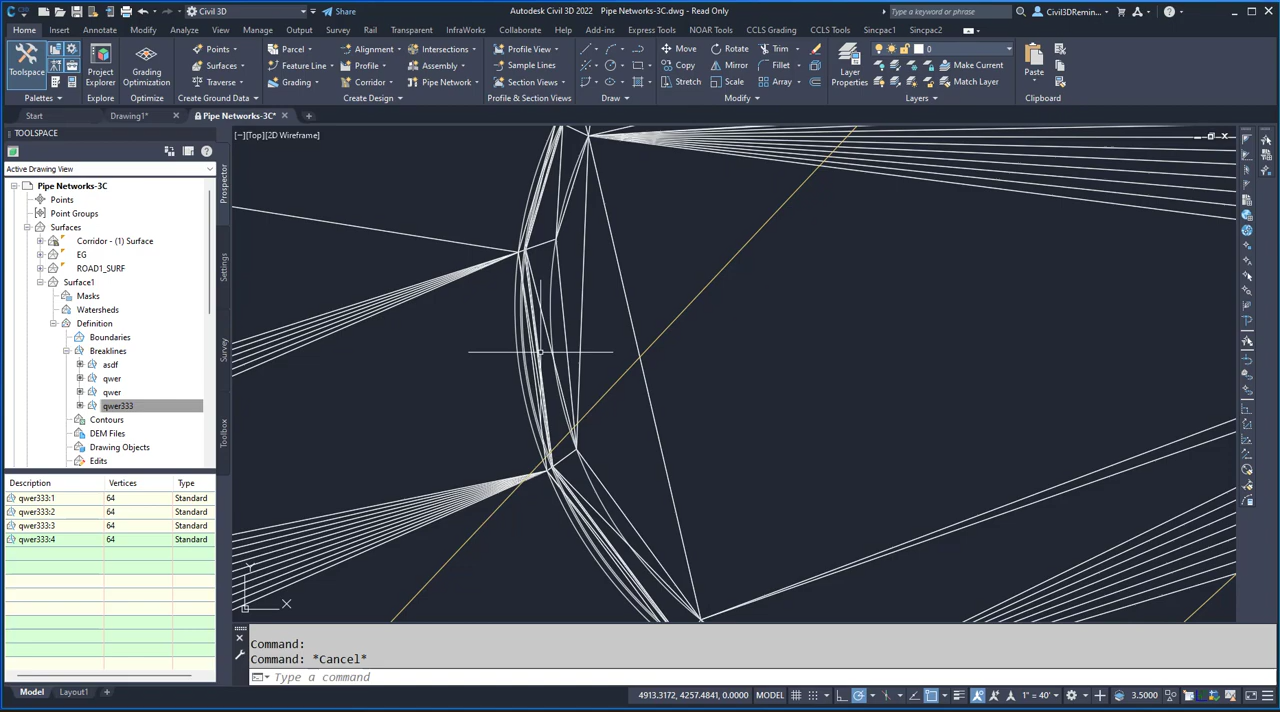 Civil 3D
Share
Autodesk Civil 3D 2022 Pipe Networks-3C.dwg - Read Only
Type a keyword or phrase
Civil3DRemin...
Home Insert Annotate Modify Analyze View Manage Output Survey Rail Transparent InfraWorks Collaborate Help Add-ins Express Tools NOAR Tools CCLS Grading CCLS Tools Sincpac1 Sincpac2
Toolspace
Project Explorer
Grading Optimization
Points
Surfaces
Traverse
Parcel
Feature Line
Grading
Alignment
Profile
Corridor
Intersections
Assembly
Pipe Network
Profile View
Sample Lines
Section Views
Move
Copy
Stretch
Rotate
Mirror
Scale
Trim
Fillet
Array
Layer Properties
0
Make Current
Match Layer
Paste
Palettes Explore Optimize Create Ground Data Create Design Profile & Section Views Draw Modify Layers Clipboard
Start Drawing1* Pipe Networks-3C*
TOOLSPACE
[−][Top][2D Wireframe]
Active Drawing View
Pipe Networks-3C
Points
Point Groups
Surfaces
Corridor - (1) Surface
EG
ROAD1_SURF
Surface1
Masks
Watersheds
Definition
Boundaries
Breaklines
asdf
qwer
qwer
qwer333
Contours
DEM Files
Drawing Objects
Edits
Prospector
Settings
Survey
Toolbox
Description Vertices Type
qwer333:1 64 Standard
qwer333:2 64 Standard
qwer333:3 64 Standard
qwer333:4 64 Standard
Y
X
Command:
Command: *Cancel*
Type a command
Model Layout1
4913.3172, 4257.4841, 0.0000 MODEL 1" = 40' 3.5000